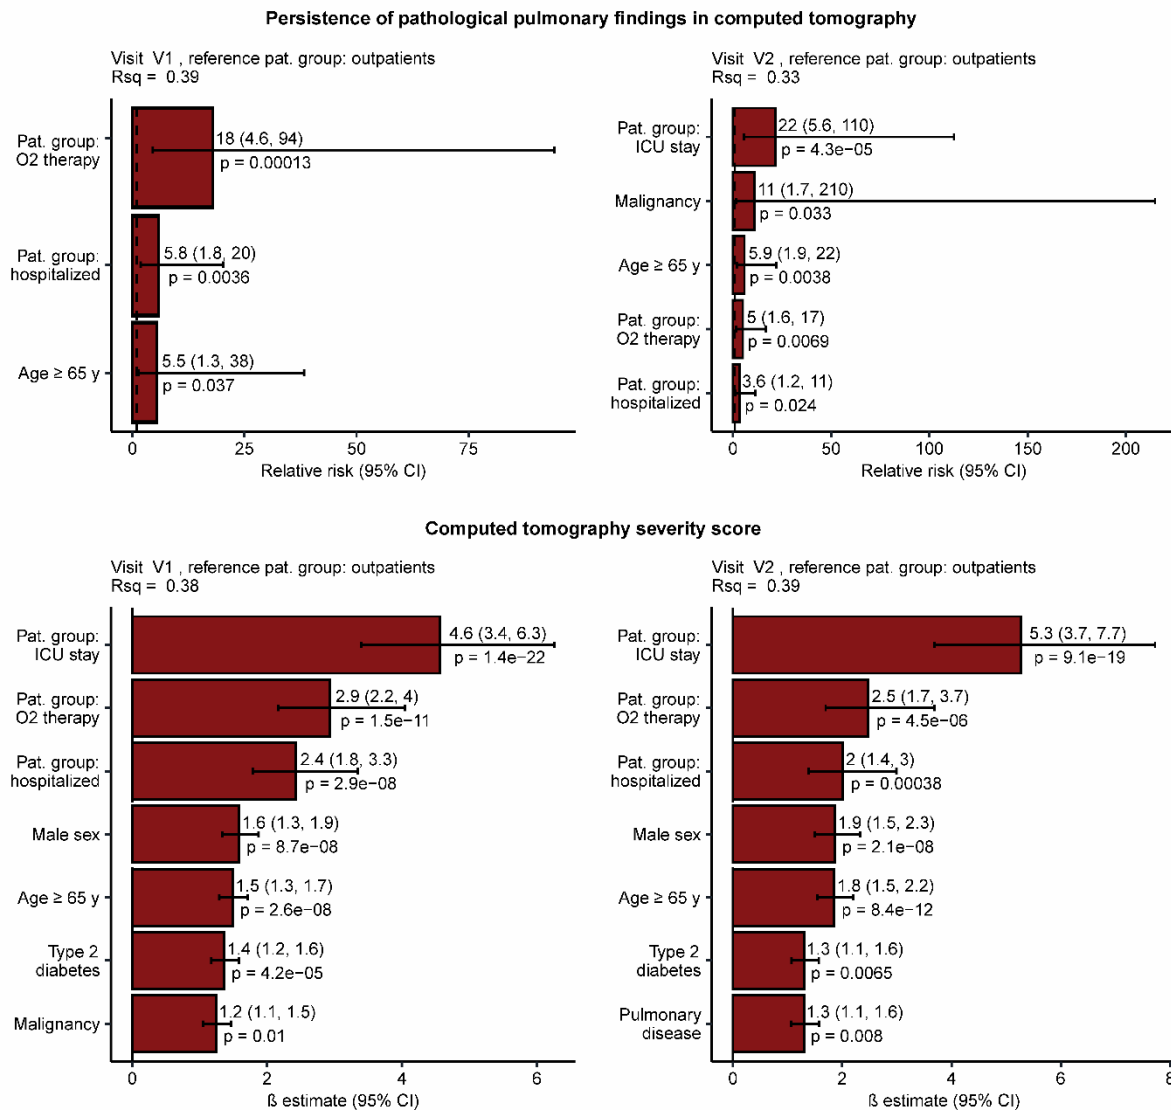 Persistence of pathological pulmonary findings in computed tomography
Visit V1 , reference pat. group: outpatients
Rsq = 0.39
Pat. group:
O2 therapy
18 (4.6, 94)
p = 0.00013
Pat. group:
hospitalized
5.8 (1.8, 20)
p = 0.0036
Age ≥ 65 y
5.5 (1.3, 38)
p = 0.037
0 25 50 75
Relative risk (95% CI)
Visit V2 , reference pat. group: outpatients
Rsq = 0.33
Pat. group:
ICU stay
22 (5.6, 110)
p = 4.3e−05
Malignancy
11 (1.7, 210)
p = 0.033
Age ≥ 65 y
5.9 (1.9, 22)
p = 0.0038
Pat. group:
O2 therapy
5 (1.6, 17)
p = 0.0069
Pat. group:
hospitalized
3.6 (1.2, 11)
p = 0.024
0 50 100 150 200
Relative risk (95% CI)
Computed tomography severity score
Visit V1 , reference pat. group: outpatients
Rsq = 0.38
Pat. group:
ICU stay
4.6 (3.4, 6.3)
p = 1.4e−22
Pat. group:
O2 therapy
2.9 (2.2, 4)
p = 1.5e−11
Pat. group:
hospitalized
2.4 (1.8, 3.3)
p = 2.9e−08
Male sex
1.6 (1.3, 1.9)
p = 8.7e−08
Age ≥ 65 y
1.5 (1.3, 1.7)
p = 2.6e−08
Type 2
diabetes
1.4 (1.2, 1.6)
p = 4.2e−05
Malignancy
1.2 (1.1, 1.5)
p = 0.01
0 2 4 6
ß estimate (95% CI)
Visit V2 , reference pat. group: outpatients
Rsq = 0.39
Pat. group:
ICU stay
5.3 (3.7, 7.7)
p = 9.1e−19
Pat. group:
O2 therapy
2.5 (1.7, 3.7)
p = 4.5e−06
Pat. group:
hospitalized
2 (1.4, 3)
p = 0.00038
Male sex
1.9 (1.5, 2.3)
p = 2.1e−08
Age ≥ 65 y
1.8 (1.5, 2.2)
p = 8.4e−12
Type 2
diabetes
1.3 (1.1, 1.6)
p = 0.0065
Pulmonary
disease
1.3 (1.1, 1.6)
p = 0.008
0 2 4 6 8
ß estimate (95% CI)